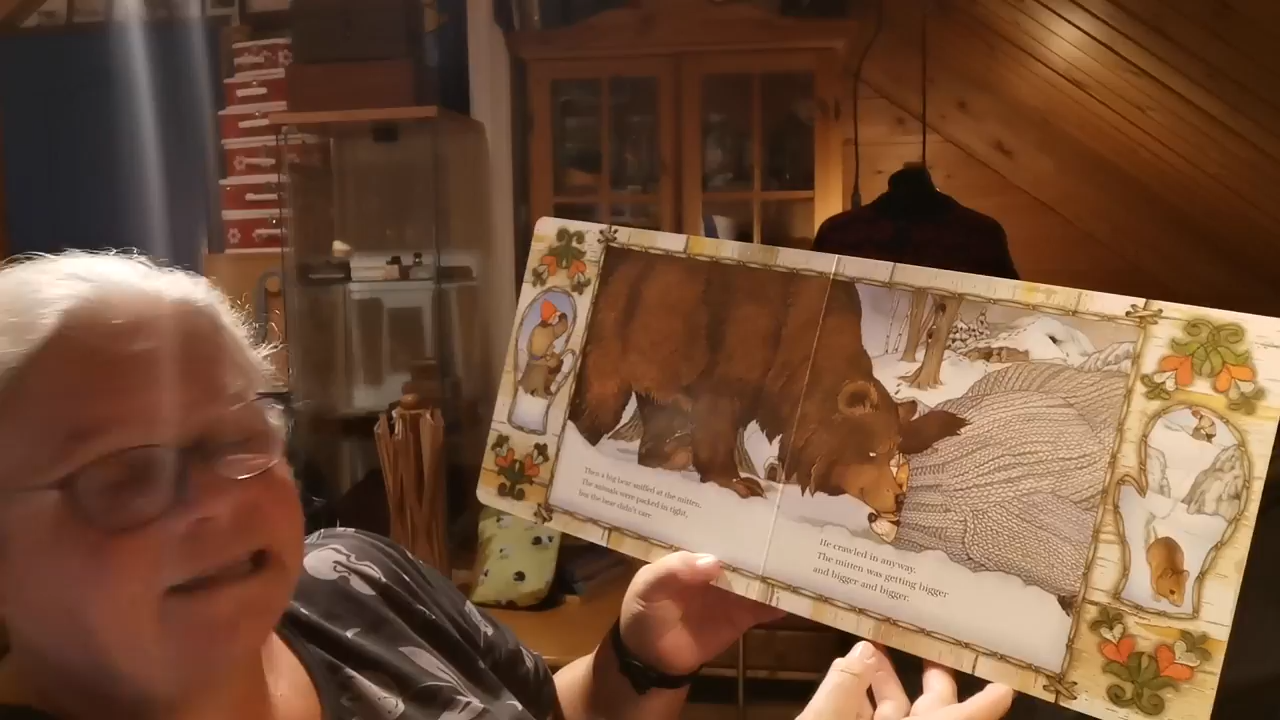 Then a big bear sniffed at the mitten.
The animals were packed in tight,
but the bear didn't care.
He crawled in anyway.
The mitten was getting bigger
and bigger and bigger.